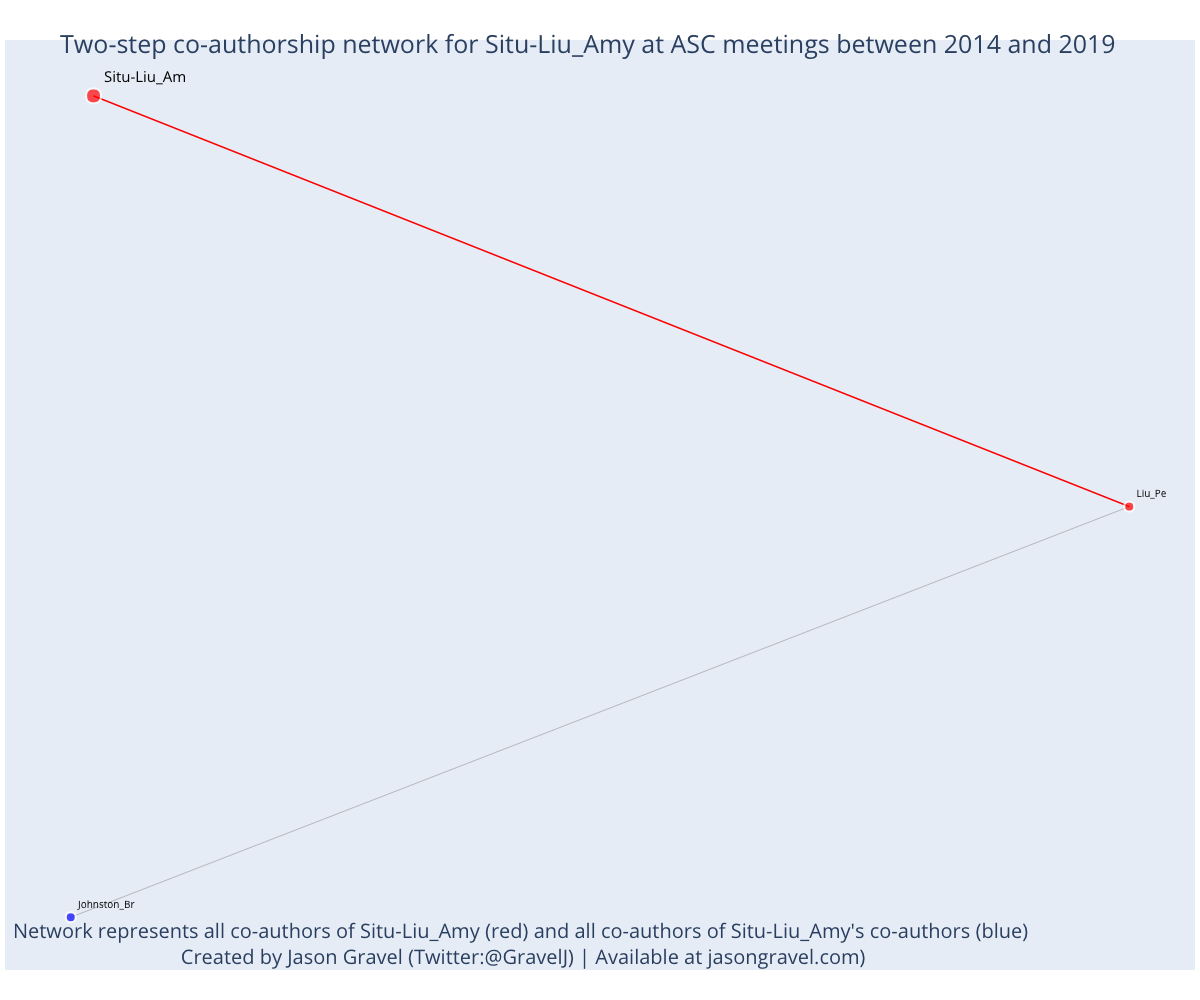 Two-step co-authorship network for Situ-Liu_Amy at ASC meetings between 2014 and 2019
Situ-Liu_Am
Liu_Pe
Johnston_Br
Network represents all co-authors of Situ-Liu_Amy (red) and all co-authors of Situ-Liu_Amy's co-authors (blue)
Created by Jason Gravel (Twitter:@GravelJ) | Available at jasongravel.com)